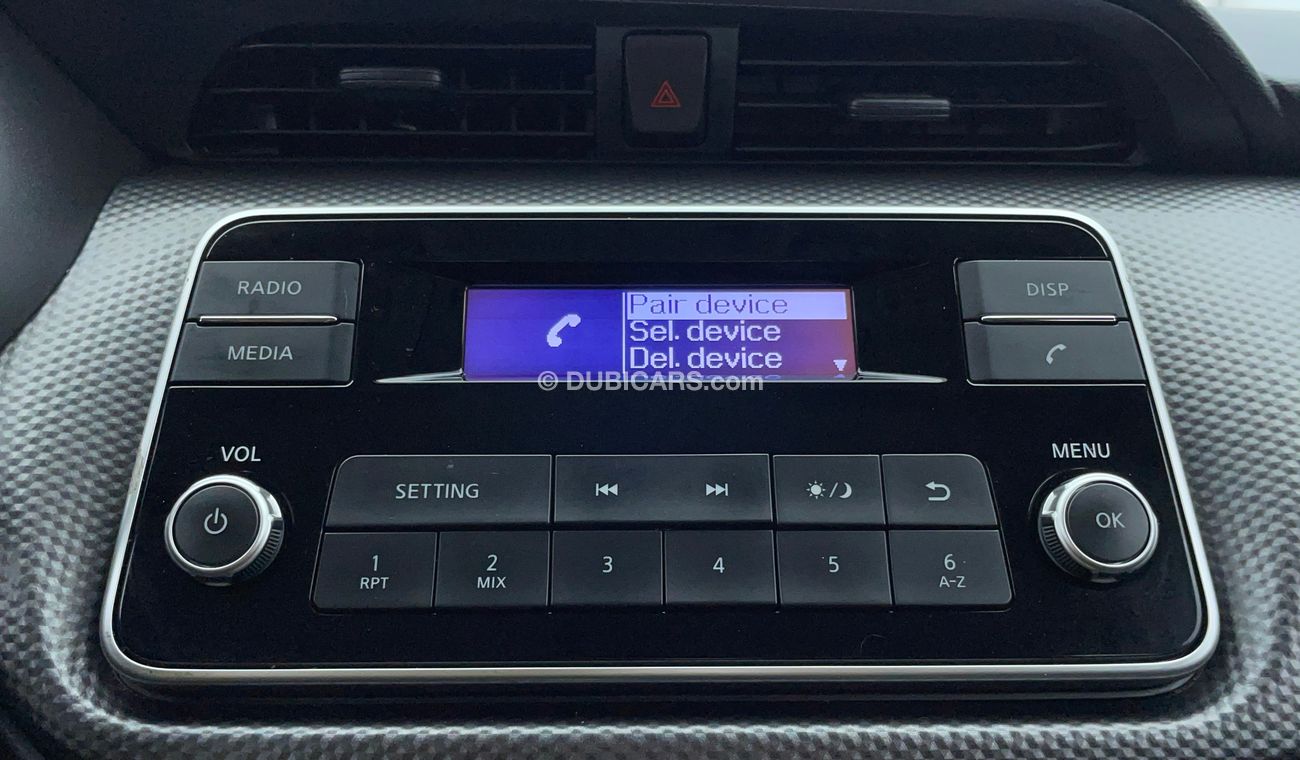 RADIO
MEDIA
Pair device
Sel. device
Del. device
DISP
© DUBICARS.com
VOL
MENU
SETTING
OK
1
RPT
2
MIX
3
4
5
6
A-Z